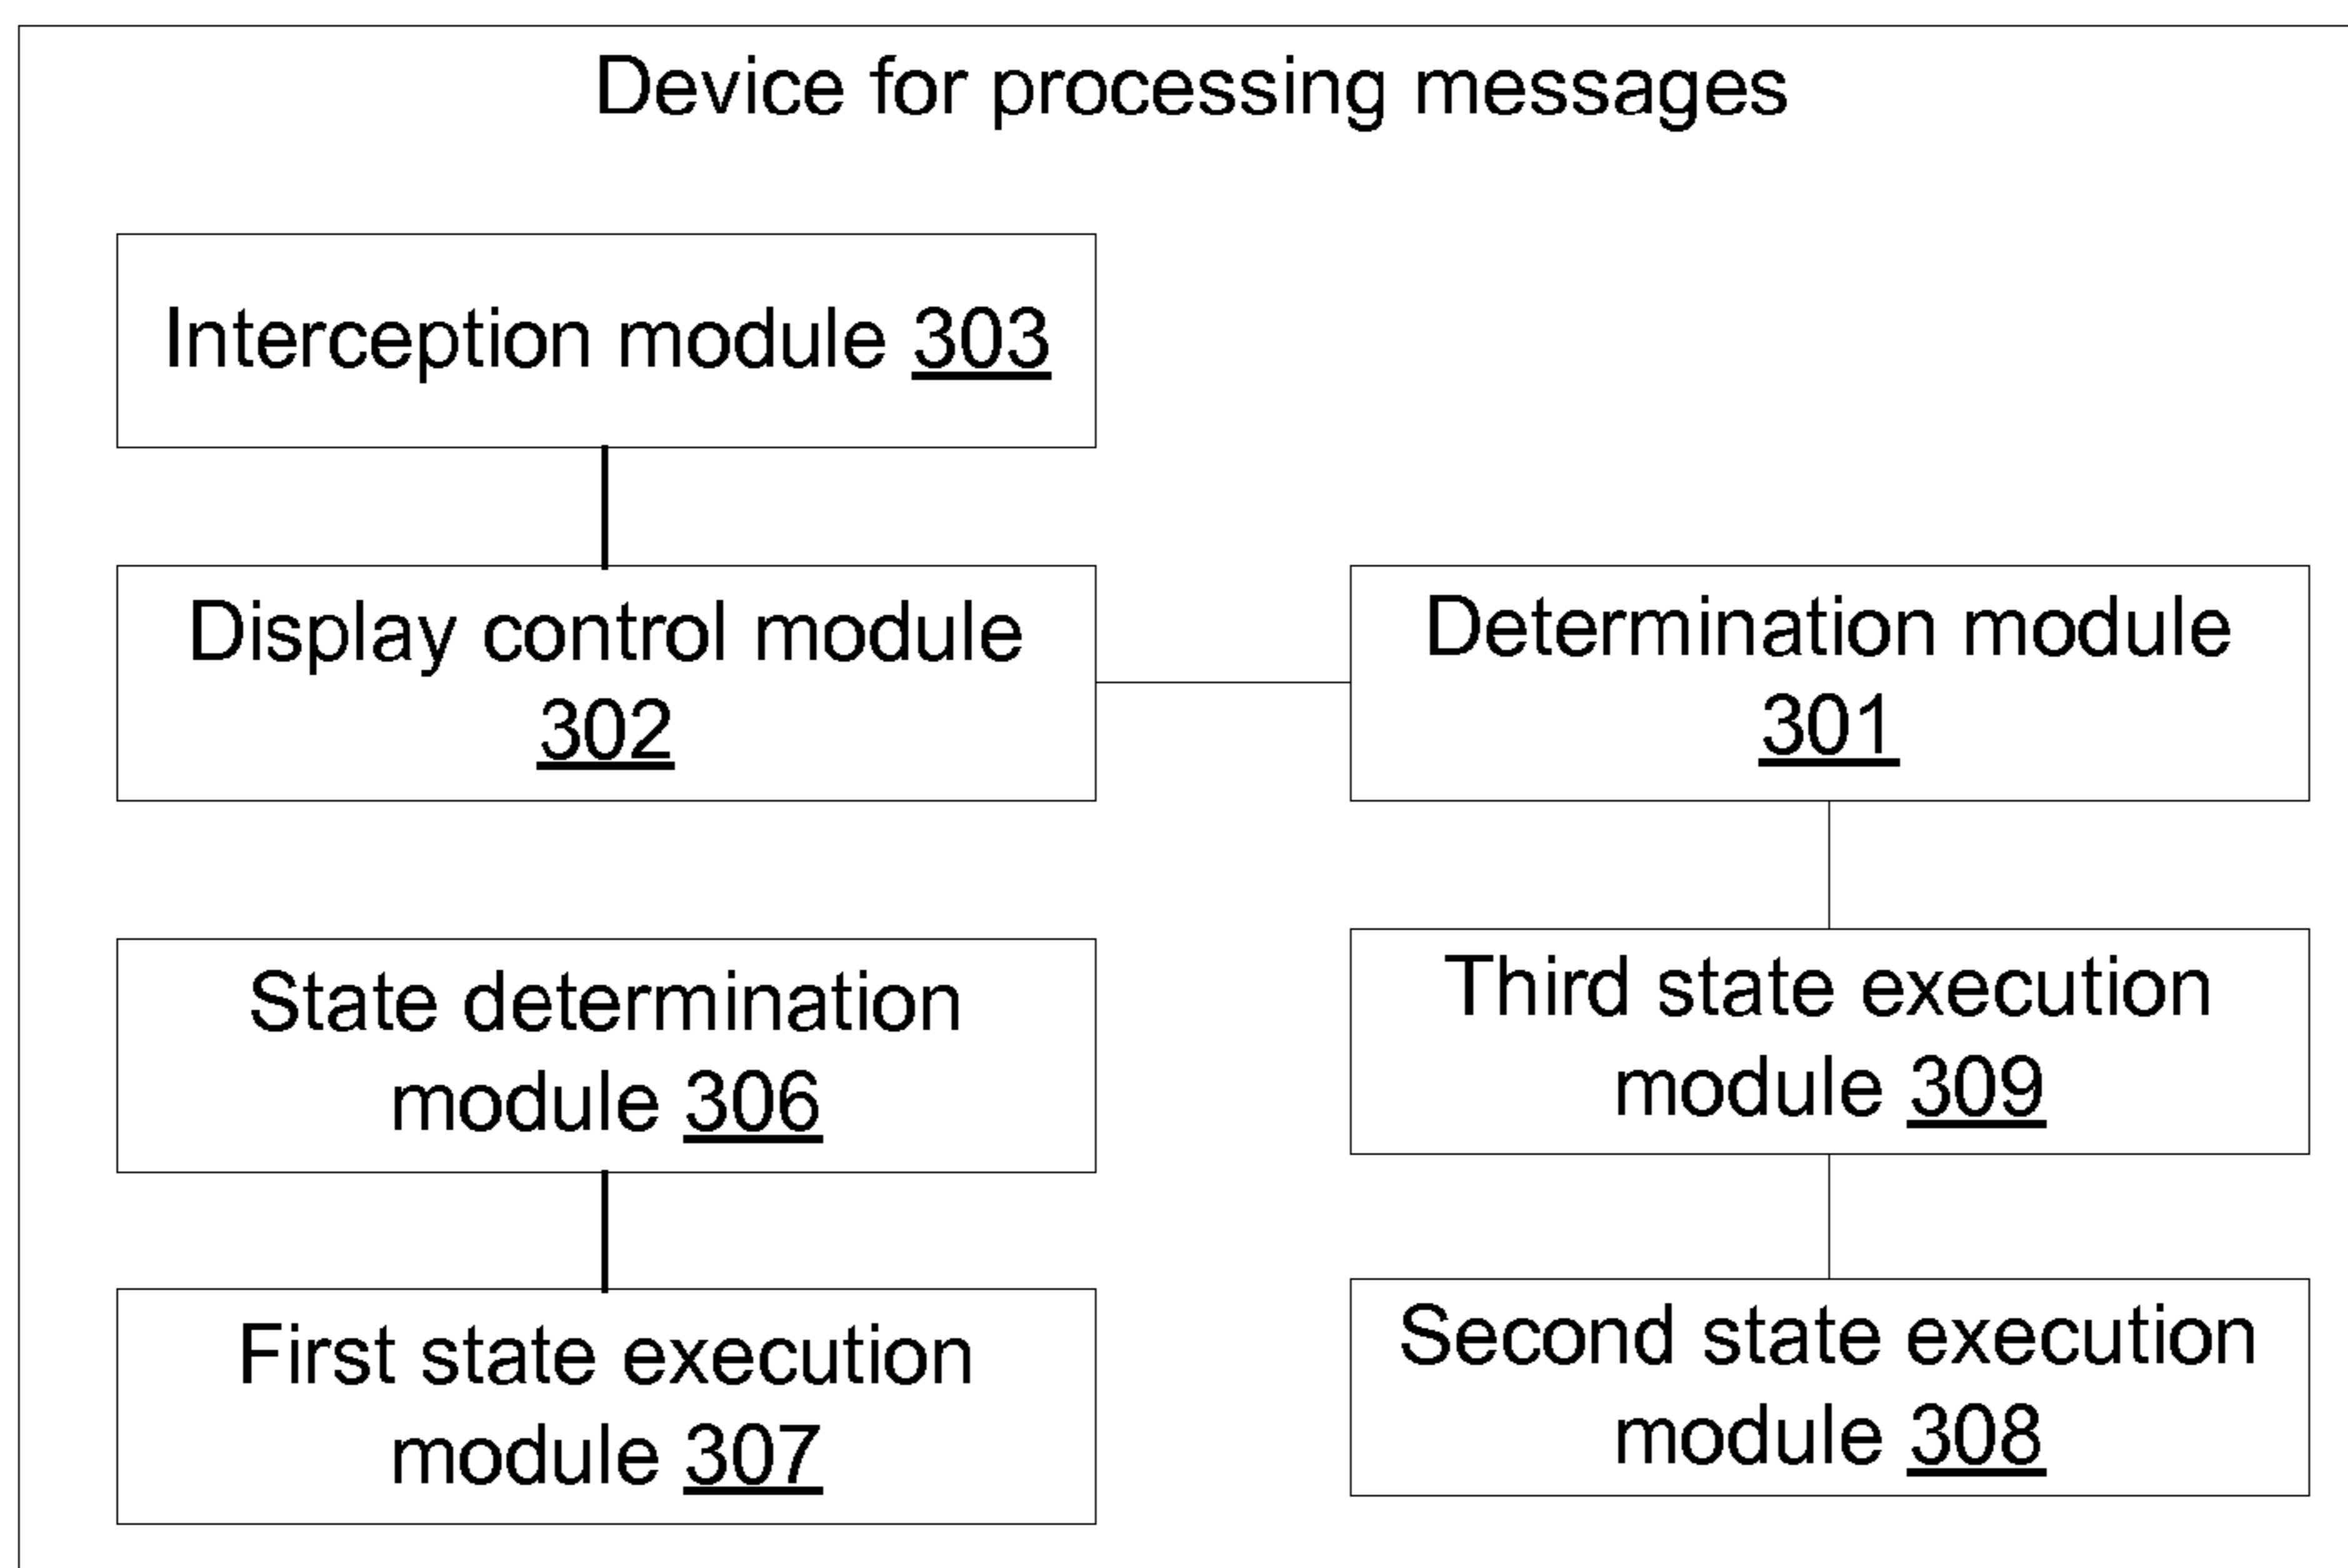 Device for processing messages
Interception module 303
Display control module
302
Determination module
301
State determination
module 306
Third state execution
module 309
First state execution
module 307
Second state execution
module 308